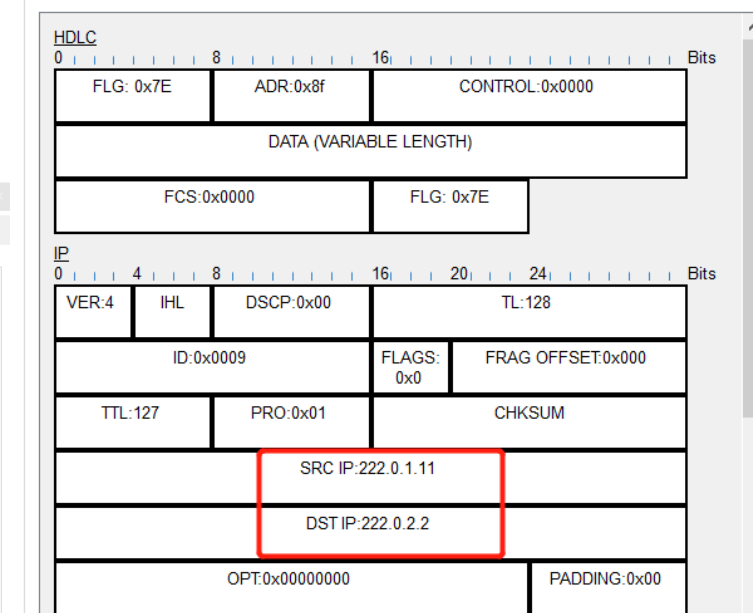 HDLC
0 8 16 Bits
FLG: 0x7E ADR:0x8f CONTROL:0x0000
DATA (VARIABLE LENGTH)
FCS:0x0000 FLG: 0x7E
IP
0 4 8 16 20 24 Bits
VER:4 IHL DSCP:0x00 TL:128
ID:0x0009 FLAGS: 0x0 FRAG OFFSET:0x000
TTL:127 PRO:0x01 CHKSUM
SRC IP:222.0.1.11
DST IP:222.0.2.2
OPT:0x00000000 PADDING:0x00